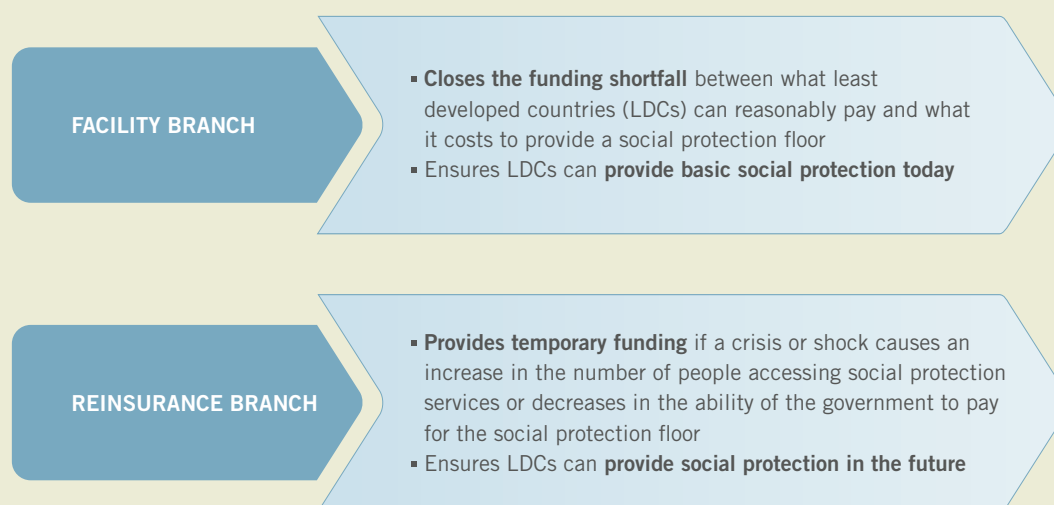 FACILITY BRANCH
▪ Closes the funding shortfall between what least
developed countries (LDCs) can reasonably pay and what
it costs to provide a social protection floor
▪ Ensures LDCs can provide basic social protection today
REINSURANCE BRANCH
▪ Provides temporary funding if a crisis or shock causes an
increase in the number of people accessing social protection
services or decreases in the ability of the government to pay
for the social protection floor
▪ Ensures LDCs can provide social protection in the future